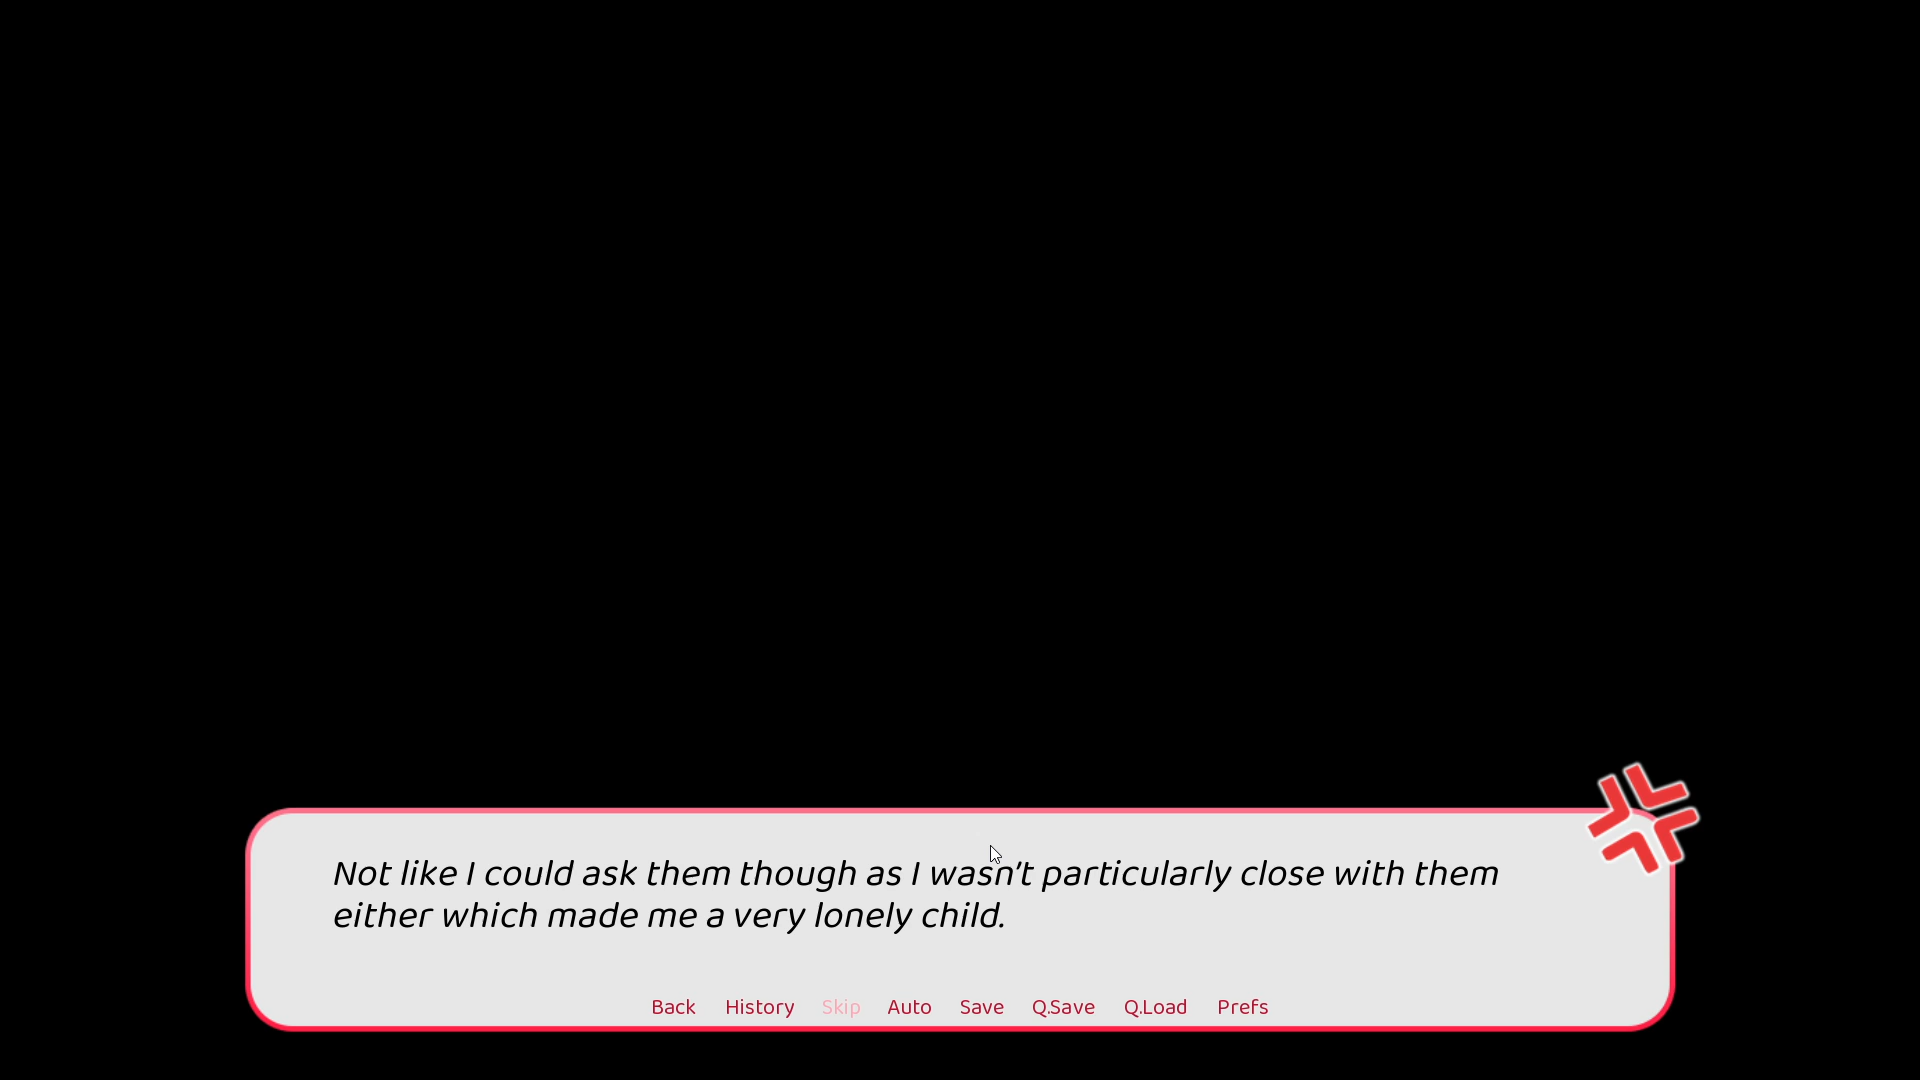 Not like I could ask them though as I wasn't particularly close with them
either which made me a very lonely child.
Back History Skip Auto Save Q.Save Q.Load Prefs